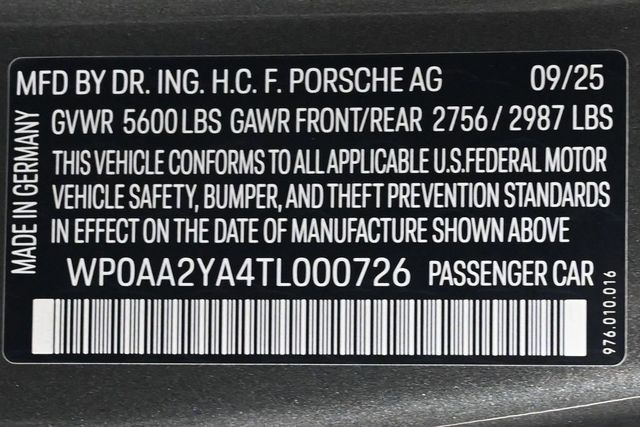 MFD BY DR. ING. H.C. F. PORSCHE AG 09/25
GVWR 5600 LBS GAWR FRONT/REAR 2756 / 2987 LBS
THIS VEHICLE CONFORMS TO ALL APPLICABLE U.S.FEDERAL MOTOR
VEHICLE SAFETY, BUMPER, AND THEFT PREVENTION STANDARDS
IN EFFECT ON THE DATE OF MANUFACTURE SHOWN ABOVE
WP0AA2YA4TL000726 PASSENGER CAR
MADE IN GERMANY
976.010.016